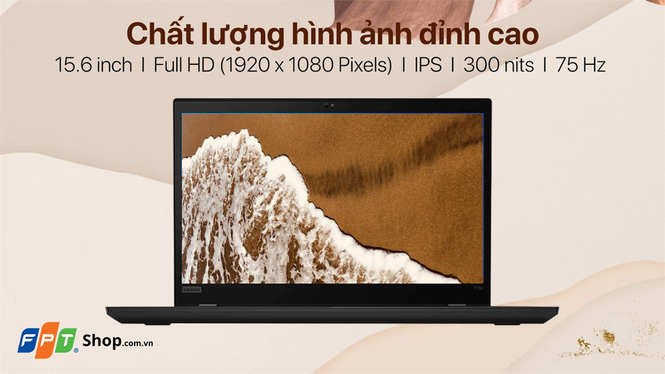 Chất lượng hình ảnh đỉnh cao
15.6 inch I Full HD (1920 x 1080 Pixels) I IPS I 300 nits I 75 Hz
Lenovo
FPT Shop.com.vn